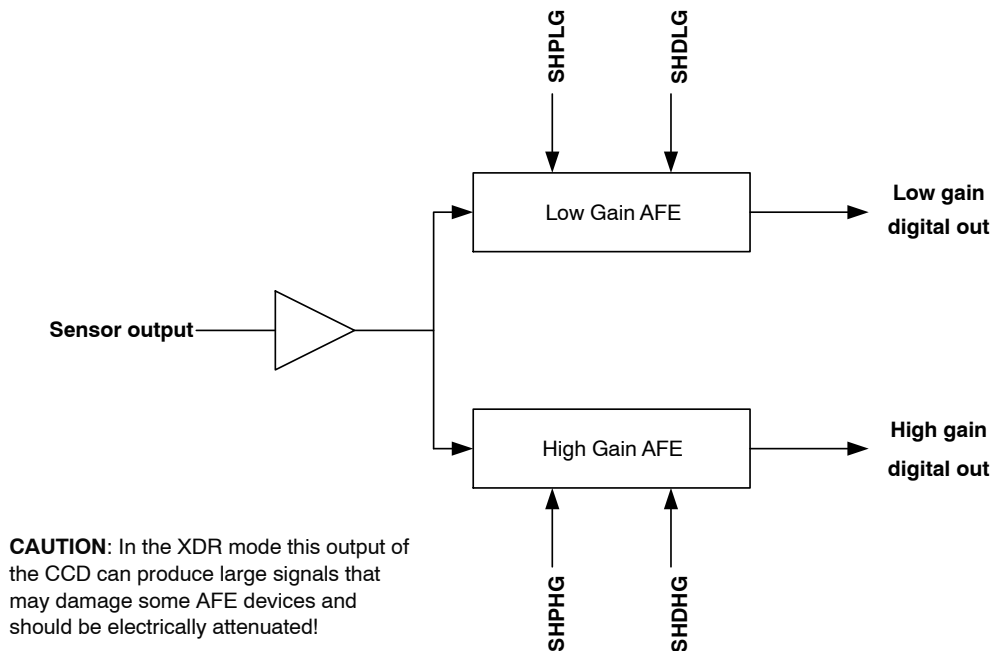 SHPLG
SHDLG
Low Gain AFE
Low gain
digital out
Sensor output
High Gain AFE
High gain
digital out
SHPHG
SHDHG
CAUTION: In the XDR mode this output of
the CCD can produce large signals that
may damage some AFE devices and
should be electrically attenuated!